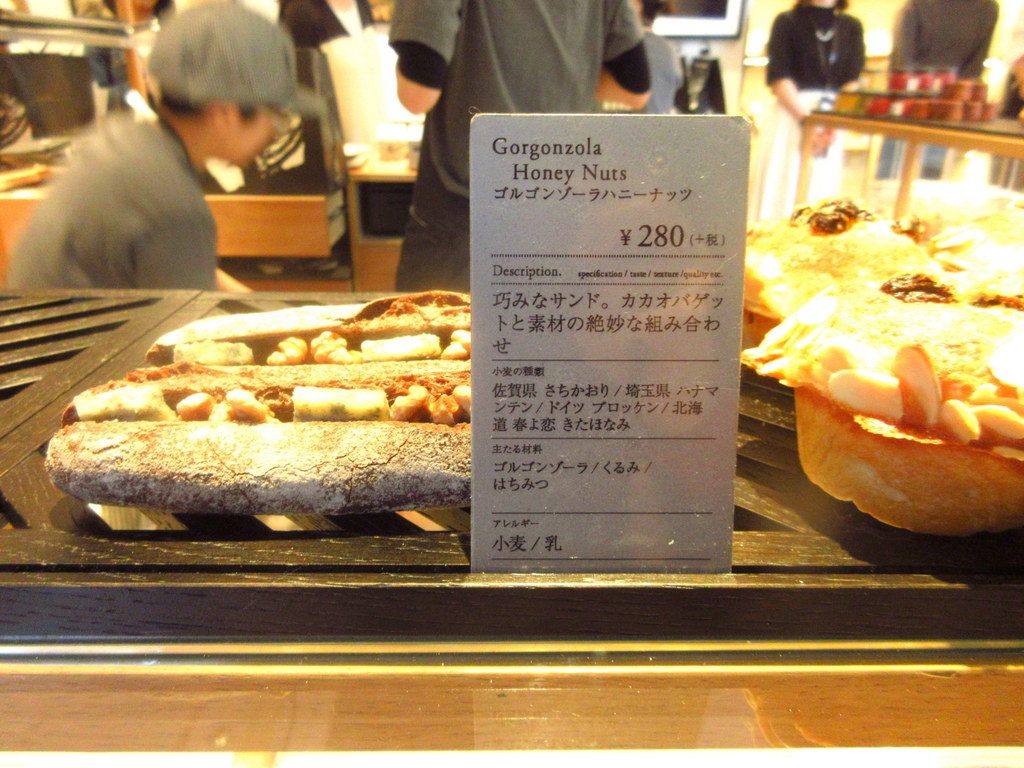 Gorgonzola
Honey Nuts
ゴルゴンゾーラハニーナッツ
¥ 280 (+税)
Description. specification / taste / texture /quality etc.
巧みなサンド。カカオバゲッ
トと素材の絶妙な組み合わ
せ
小麦の種類
佐賀県 さちかおり/埼玉県 ハナマ
ンテン/ドイツ ブロッケン/北海
道 春よ恋 きたほなみ
主たる材料
ゴルゴンゾーラ/くるみ/
はちみつ
アレルギー
小麦/乳